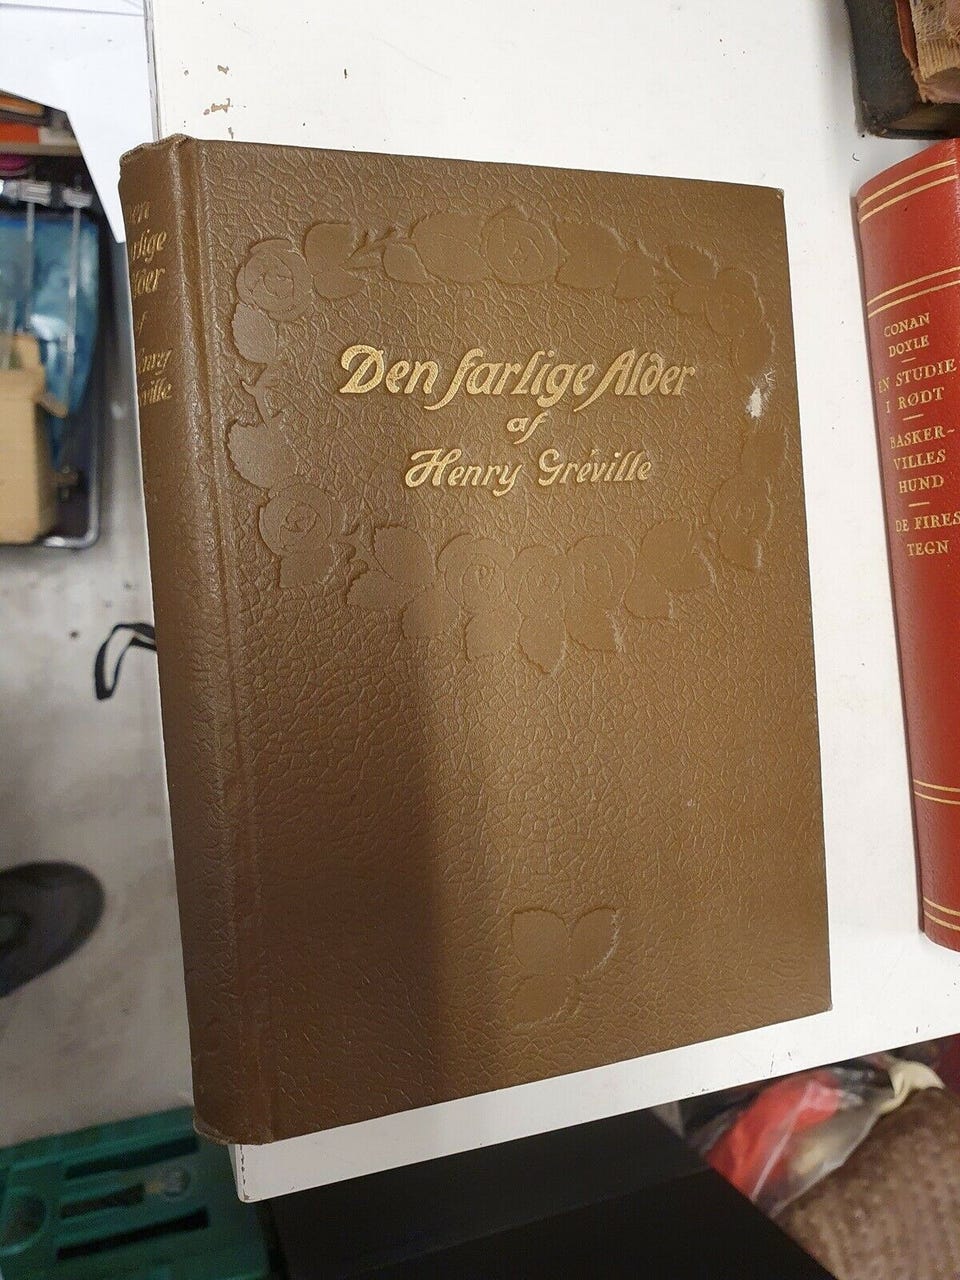 Den farlige Alder
af
Henry Gréville
Den
farlige
Alder
af
Henry
Gréville
CONAN
DOYLE
EN STUDIE
I RØDT
BASKER-
VILLES
HUND
DE FIRES
TEGN